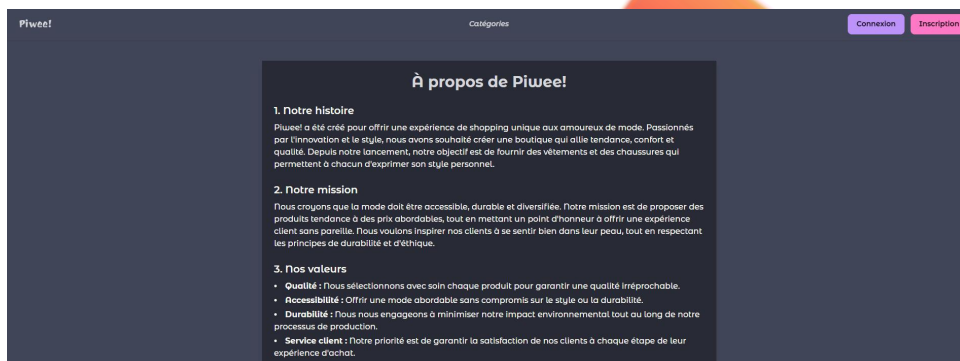 Piwee!
Catégories
Connexion
Inscription
À propos de Piwee!
1. Notre histoire
Piwee! a été créé pour offrir une expérience de shopping unique aux amoureux de mode. Passionnés
par l'innovation et le style, nous avons souhaité créer une boutique qui allie tendance, confort et
qualité. Depuis notre lancement, notre objectif est de fournir des vêtements et des chaussures qui
permettent à chacun d'exprimer son style personnel.
2. Notre mission
Nous croyons que la mode doit être accessible, durable et diversifiée. Notre mission est de proposer des
produits tendance à des prix abordables, tout en mettant un point d'honneur à offrir une expérience
client sans pareille. Nous voulons inspirer nos clients à se sentir bien dans leur peau, tout en respectant
les principes de durabilité et d'éthique.
3. Nos valeurs
• Qualité : Nous sélectionnons avec soin chaque produit pour garantir une qualité irréprochable.
• Accessibilité : Offrir une mode abordable sans compromis sur le style ou la durabilité.
• Durabilité : Nous nous engageons à minimiser notre impact environnemental tout au long de notre
processus de production.
• Service client : Notre priorité est de garantir la satisfaction de nos clients à chaque étape de leur
expérience d'achat.